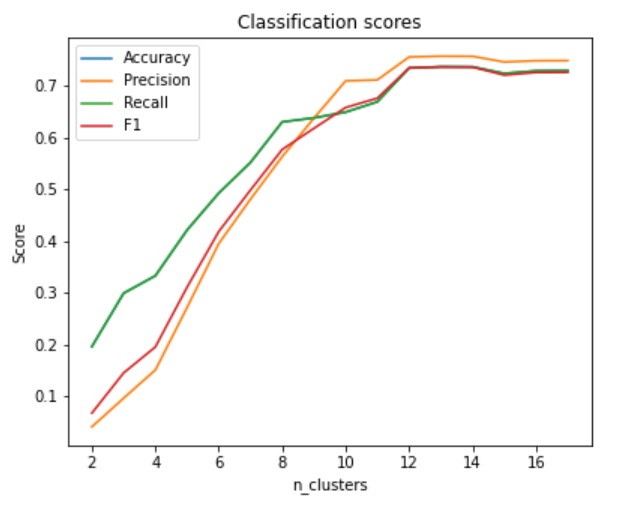 Classification scores
Accuracy
Precision
Recall
F1
0.7
0.6
0.5
0.4
0.3
0.2
0.1
Score
2 4 6 8 10 12 14 16
n_clusters